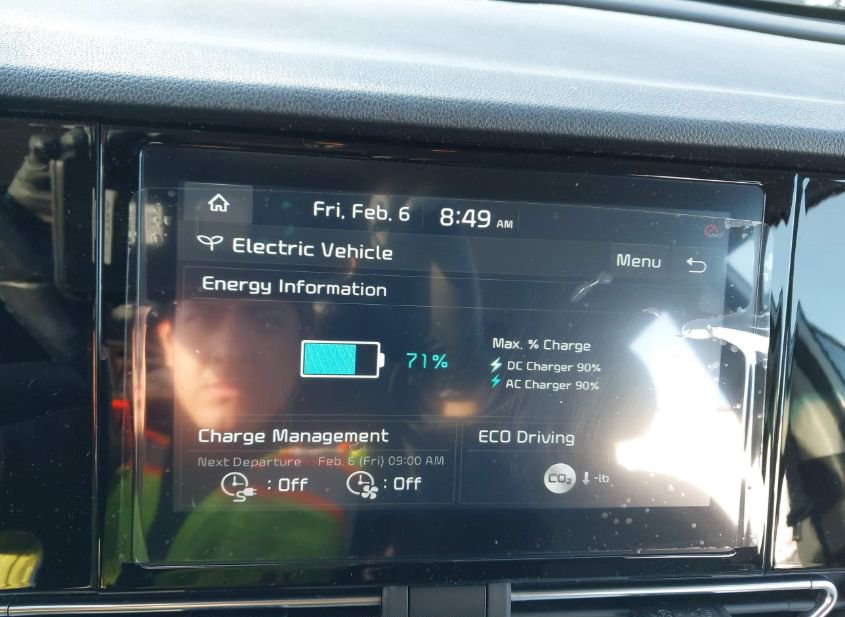 Fri, Feb. 6 8:49 AM
Electric Vehicle
Menu
Energy Information
71%
Max. % Charge
DC Charger 90%
AC Charger 90%
Charge Management
Next Departure Feb. 6 (Fri) 09:00 AM
: Off : Off
ECO Driving
CO₂ -lb